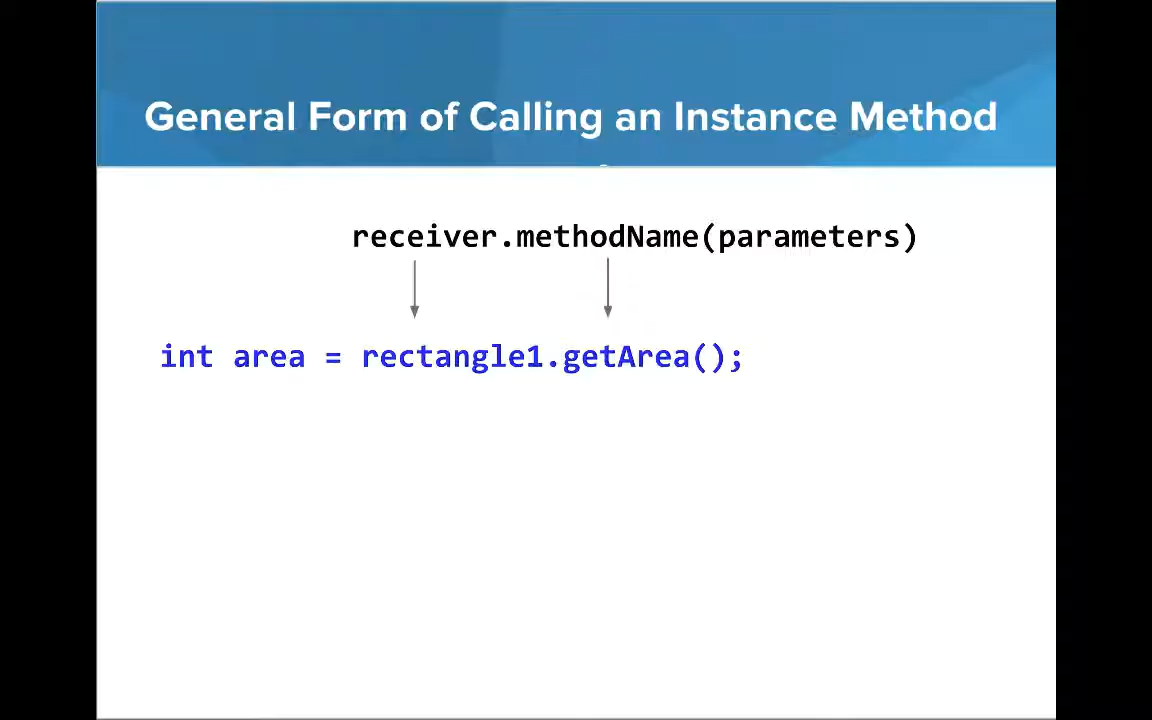 General Form of Calling an Instance Method
receiver.methodName(parameters)
int area = rectangle1.getArea();